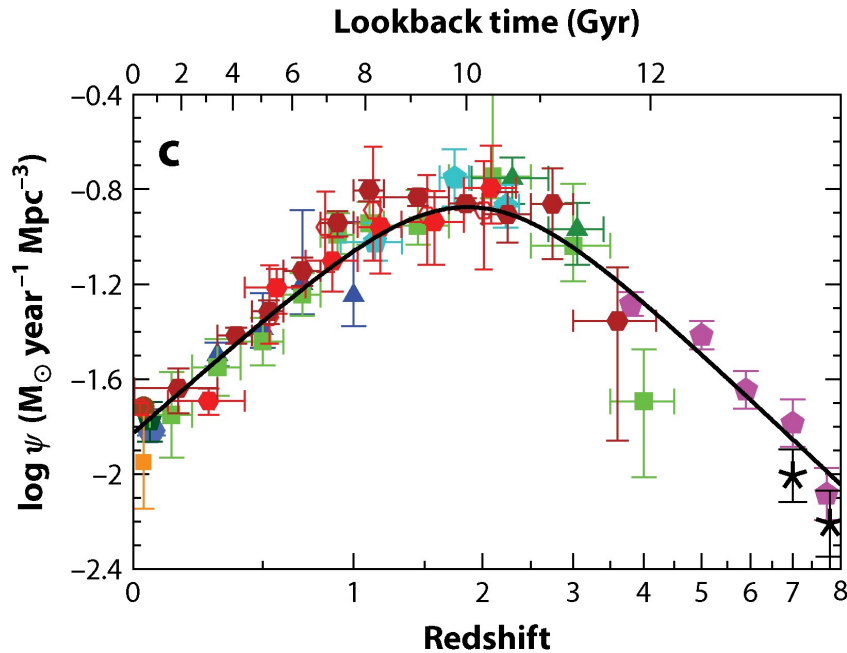 Lookback time (Gyr)
0 2 4 6 8 10 12
c
−0.4
−0.8
−1.2
−1.6
−2
−2.4
log ψ (M☉ year⁻¹ Mpc⁻³)
0 1 2 3 4 5 6 7 8
Redshift